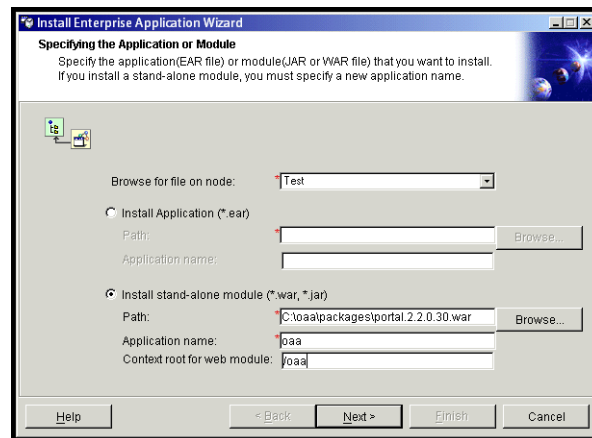 Install Enterprise Application Wizard
Specifying the Application or Module
Specify the application(EAR file) or module(JAR or WAR file) that you want to install.
If you install a stand-alone module, you must specify a new application name.
Browse for file on node: *Test
Install Application (*.ear)
Path: * Browse...
Application name:
Install stand-alone module (*.war, *.jar)
Path: *C:\oaa\packages\portal.2.2.0.30.war Browse...
Application name: *oaa
Context root for web module: /oaa
Help < Back Next > Finish Cancel